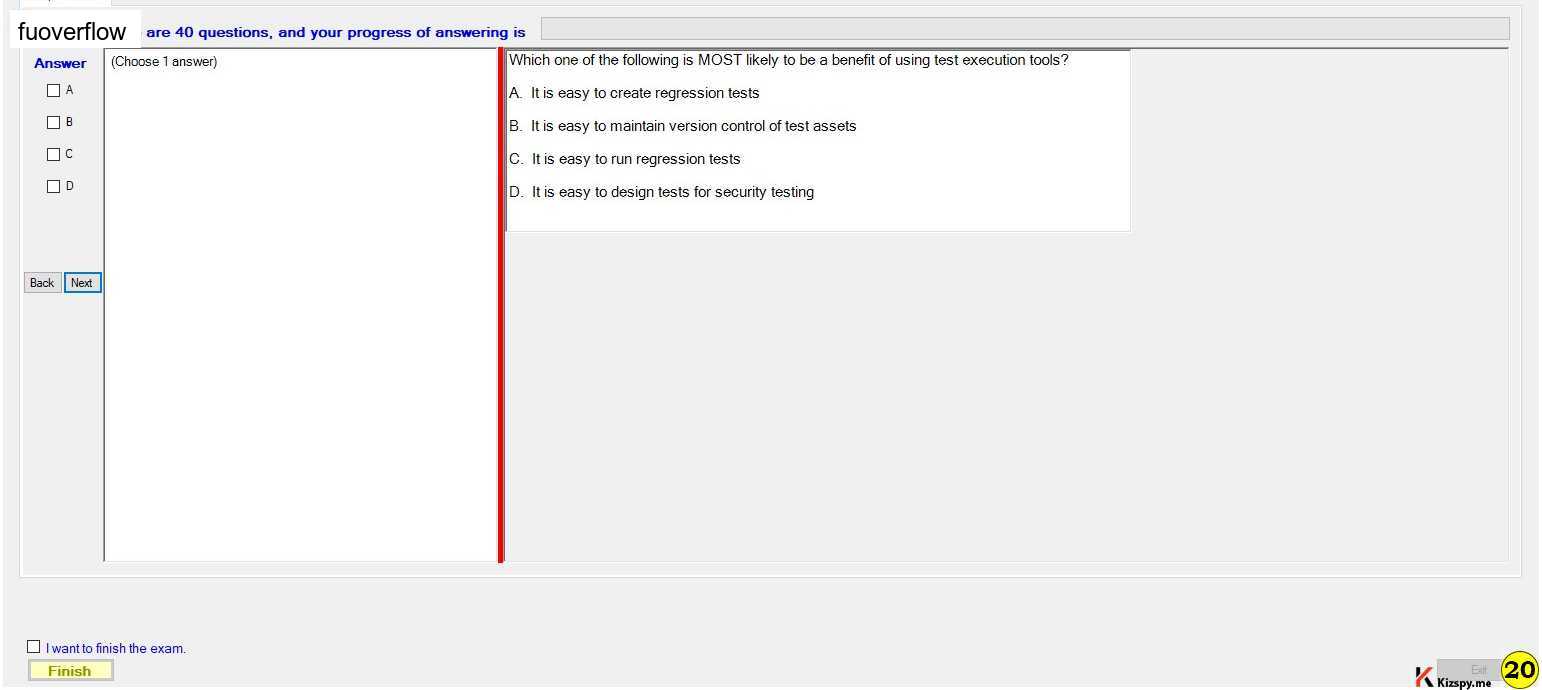 fuoverflow are 40 questions, and your progress of answering is
Answer
A
B
C
D
Back Next
(Choose 1 answer)
Which one of the following is MOST likely to be a benefit of using test execution tools?
A. It is easy to create regression tests
B. It is easy to maintain version control of test assets
C. It is easy to run regression tests
D. It is easy to design tests for security testing
I want to finish the exam.
Finish
Exit
Kizspy.me
20